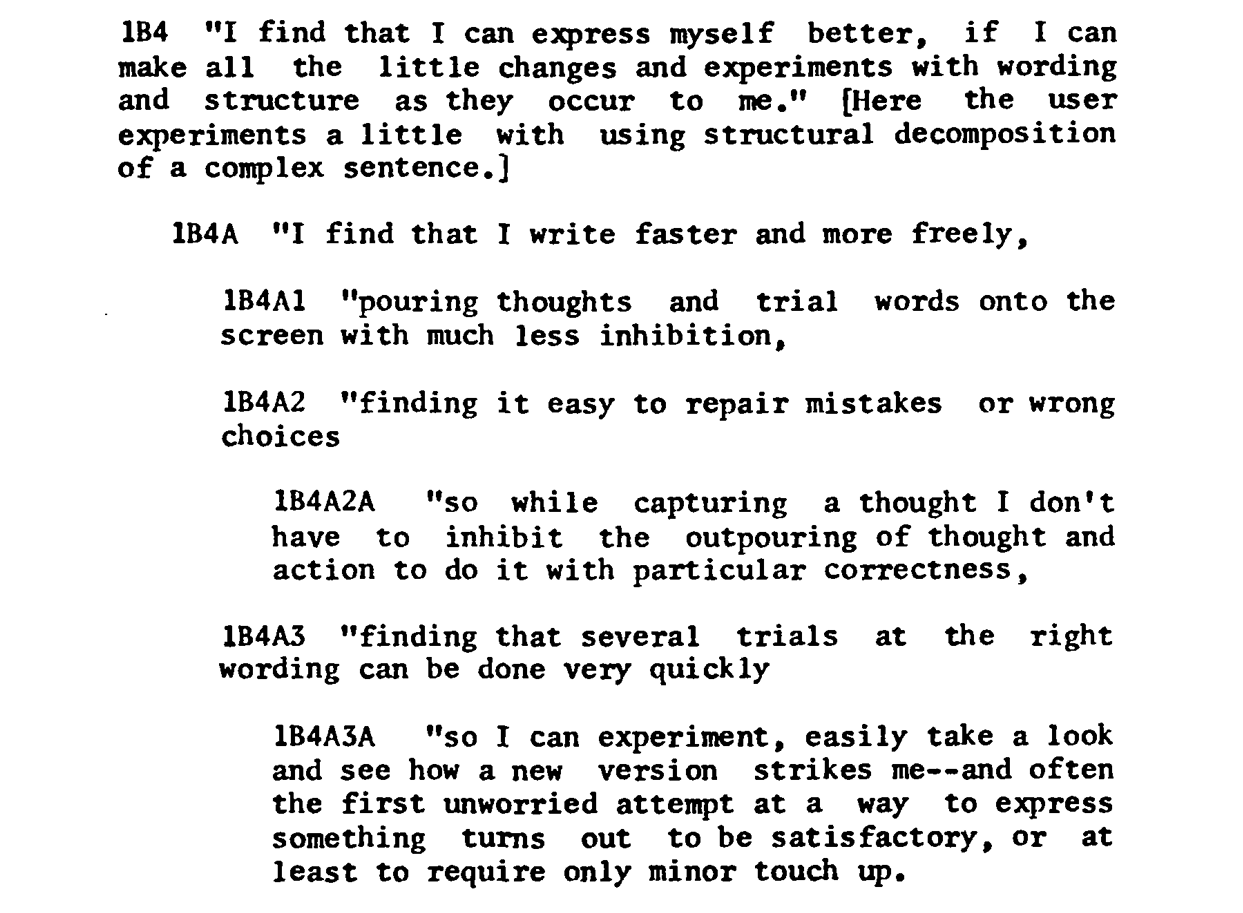 1B4 "I find that I can express myself better, if I can
make all the little changes and experiments with wording
and structure as they occur to me." [Here the user
experiments a little with using structural decomposition
of a complex sentence.]
1B4A "I find that I write faster and more freely,
1B4A1 "pouring thoughts and trial words onto the
screen with much less inhibition,
1B4A2 "finding it easy to repair mistakes or wrong
choices
1B4A2A "so while capturing a thought I don't
have to inhibit the outpouring of thought and
action to do it with particular correctness,
1B4A3 "finding that several trials at the right
wording can be done very quickly
1B4A3A "so I can experiment, easily take a look
and see how a new version strikes me--and often
the first unworried attempt at a way to express
something turns out to be satisfactory, or at
least to require only minor touch up.